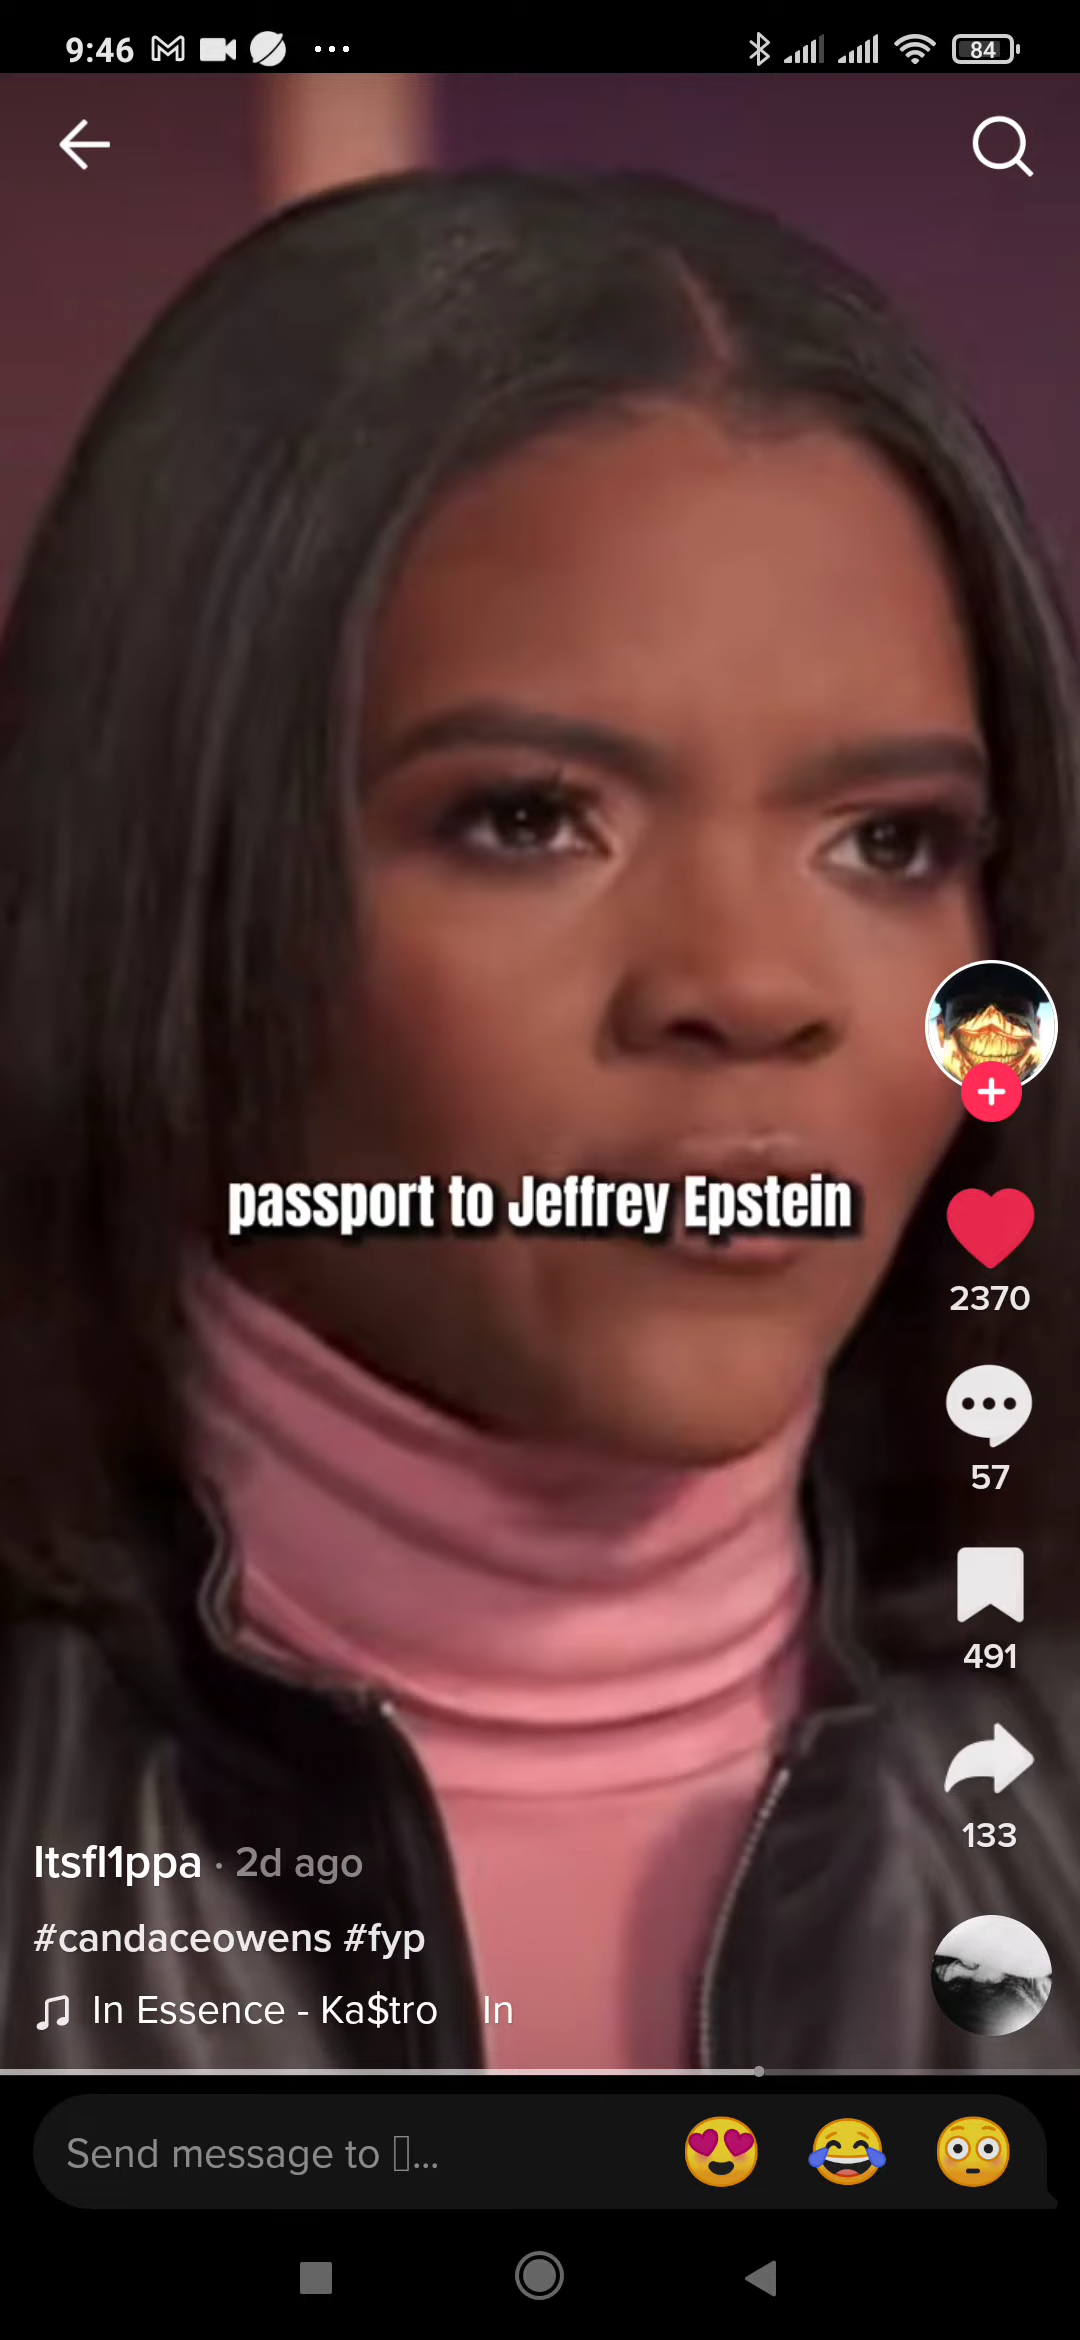 9:46
84
passport to Jeffrey Epstein
2370
57
491
133
Itsfl1ppa · 2d ago
#candaceowens #fyp
In Essence - Ka$tro In
Send message to ▯...